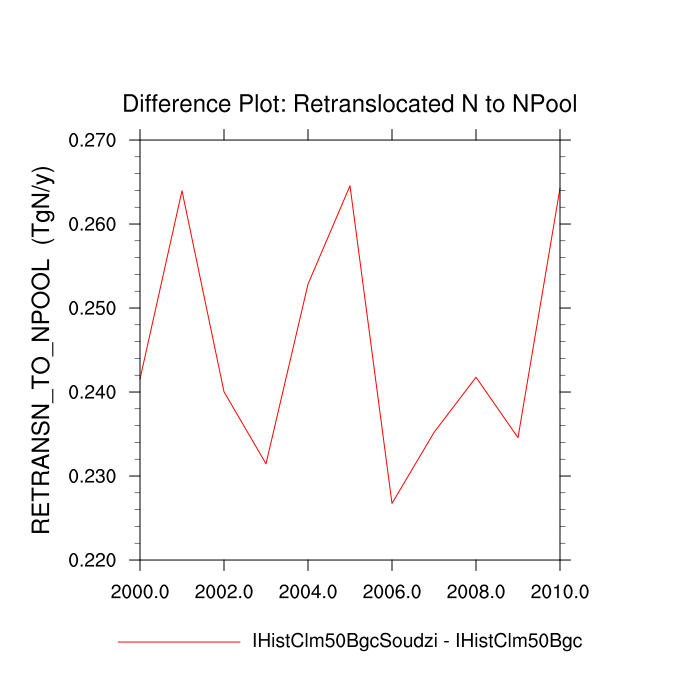 Difference Plot: Retranslocated N to NPool
RETRANSN_TO_NPOOL (TgN/y)
0.270
0.260
0.250
0.240
0.230
0.220
2000.0 2002.0 2004.0 2006.0 2008.0 2010.0
IHistClm50BgcSoudzi - IHistClm50Bgc